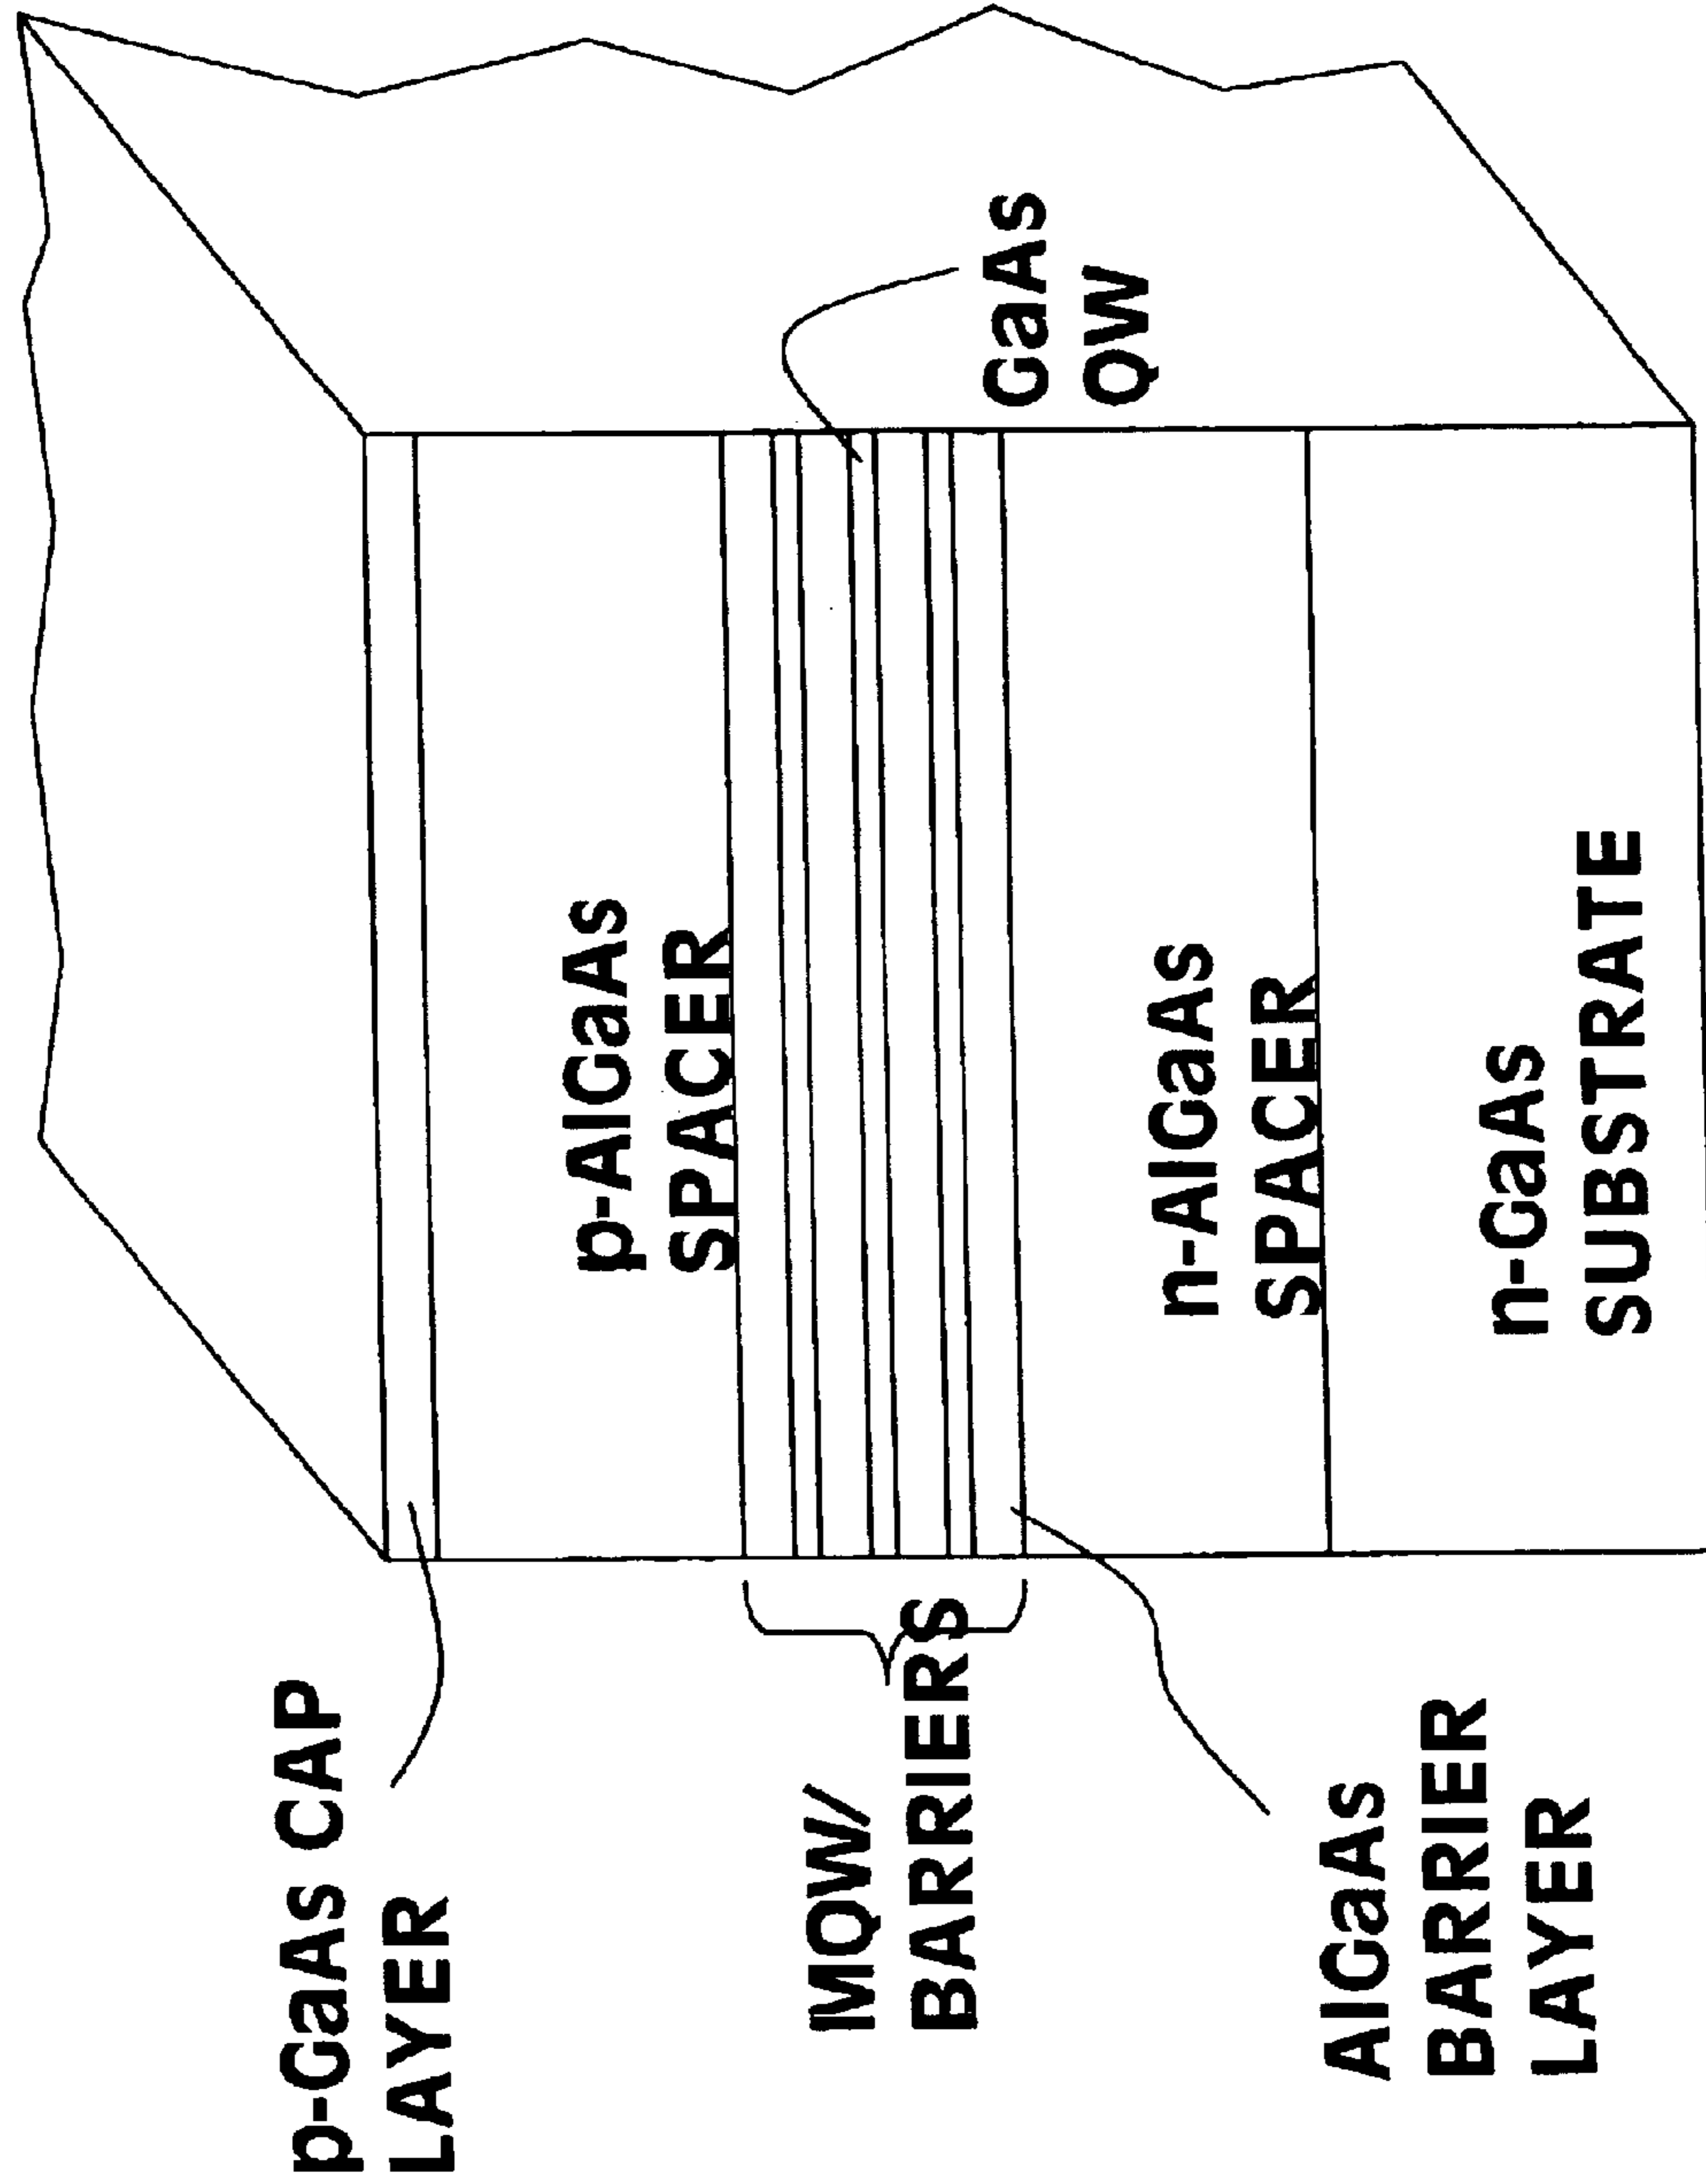 p-GaAs CAP
LAYER
p-AlGaAs
SPACER
GaAs
QW
MQW/
BARRIERS
n-AlGaAs
SPACER
AlGaAs
BARRIER
LAYER
n-GaAs
SUBSTRATE